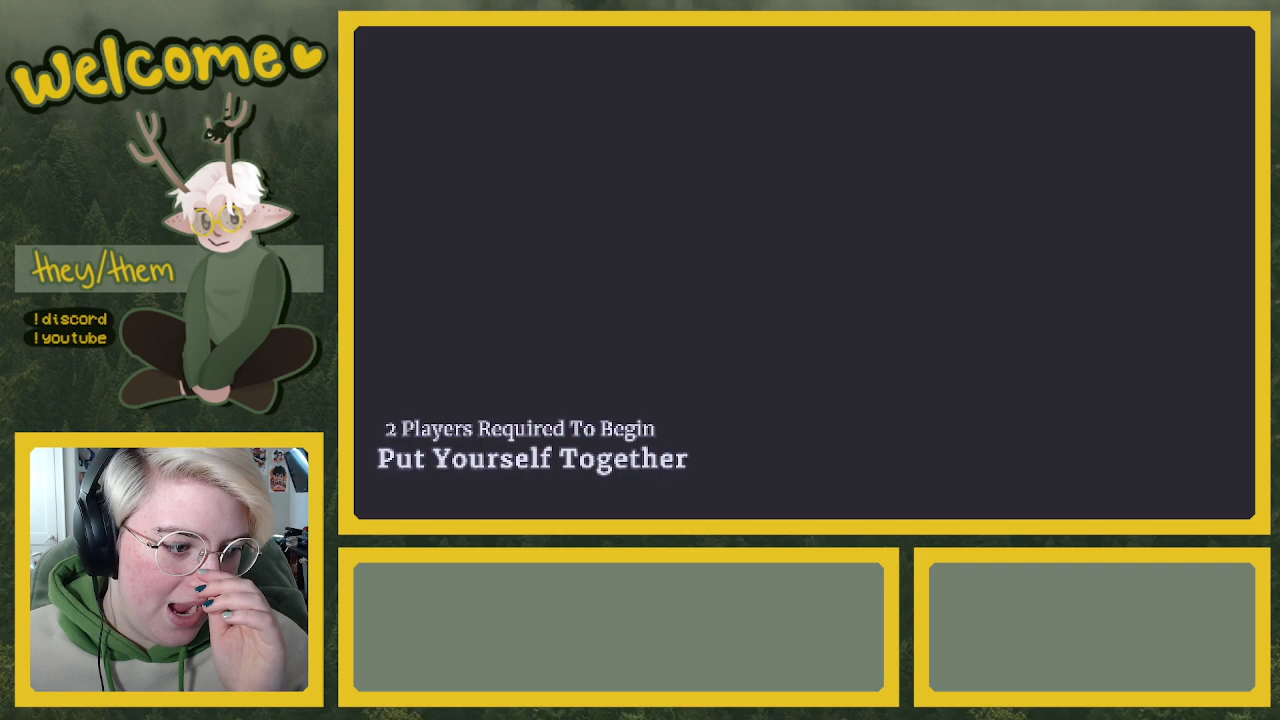 welcome
they/them
!discord
!youtube
2 Players Required To Begin
Put Yourself Together